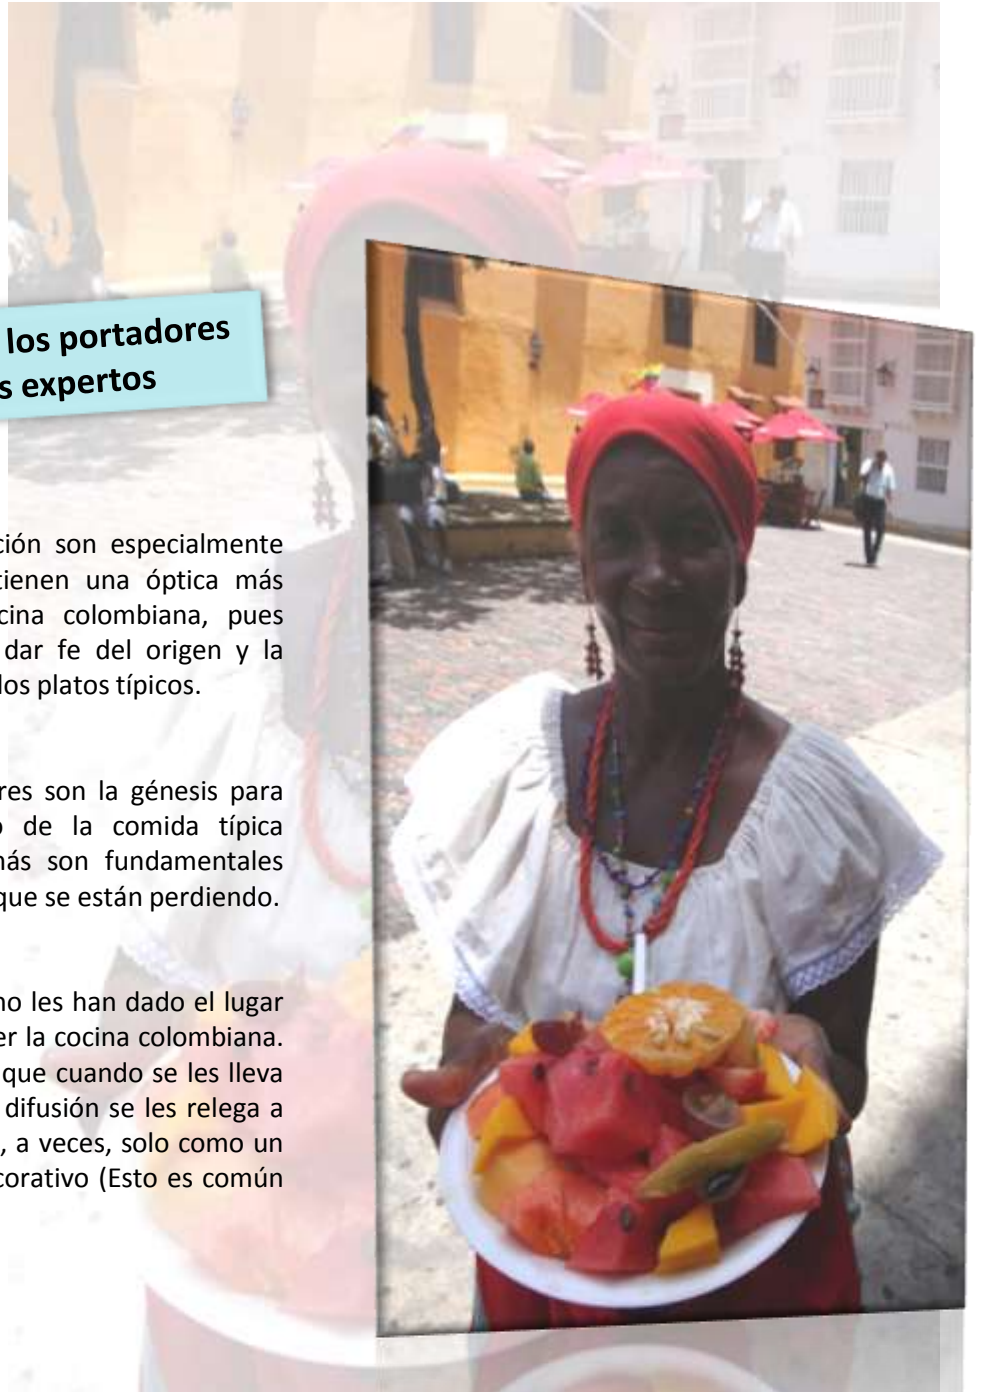 los portadores
s expertos
ción son especialmente
tienen una óptica más
cina colombiana, pues
dar fe del origen y la
los platos típicos.
res son la génesis para
o de la comida típica
más son fundamentales
que se están perdiendo.
no les han dado el lugar
er la cocina colombiana.
que cuando se les lleva
difusión se les relega a
, a veces, solo como un
corativo (Esto es común